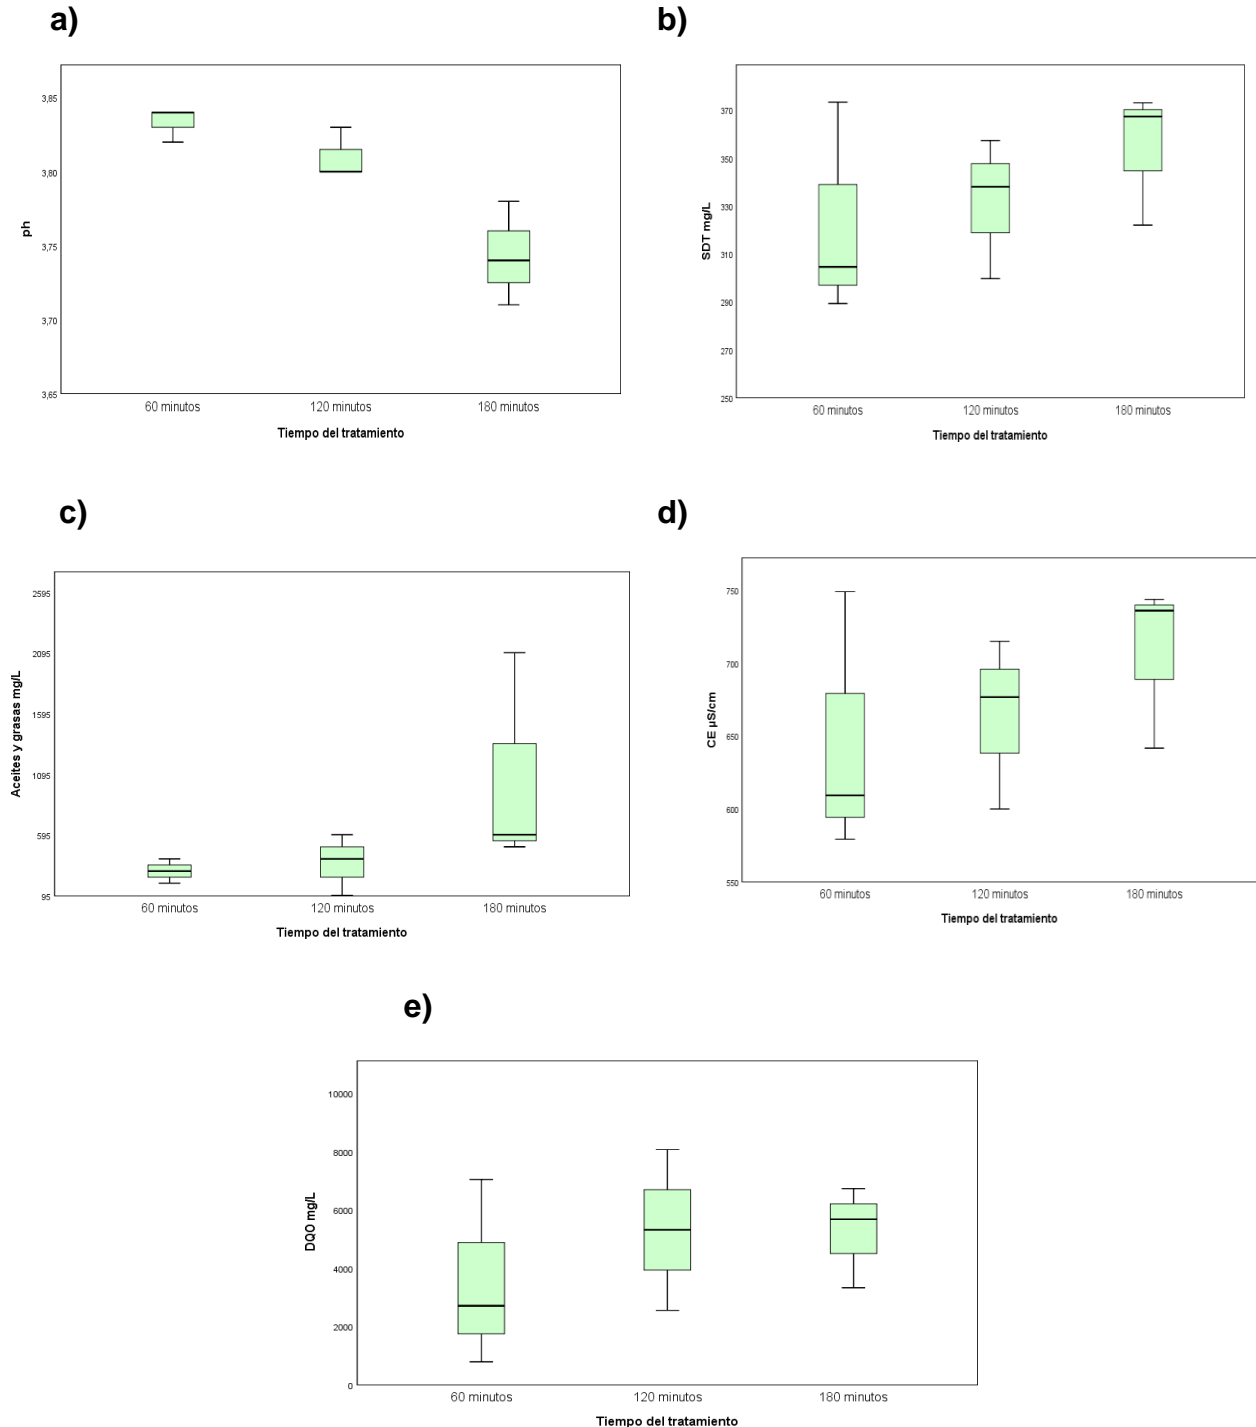 a)
3,85
3,80
3,75
3,70
3,65
ph
60 minutos 120 minutos 180 minutos
Tiempo del tratamiento
b)
370
350
330
310
290
270
250
SDT mg/L
60 minutos 120 minutos 180 minutos
Tiempo del tratamiento
c)
2595
2095
1595
1095
595
95
Aceites y grasas mg/L
60 minutos 120 minutos 180 minutos
Tiempo del tratamiento
d)
750
700
650
600
550
CE µS/cm
60 minutos 120 minutos 180 minutos
Tiempo del tratamiento
e)
10000
8000
6000
4000
2000
0
DQO mg/L
60 minutos 120 minutos 180 minutos
Tiempo del tratamiento